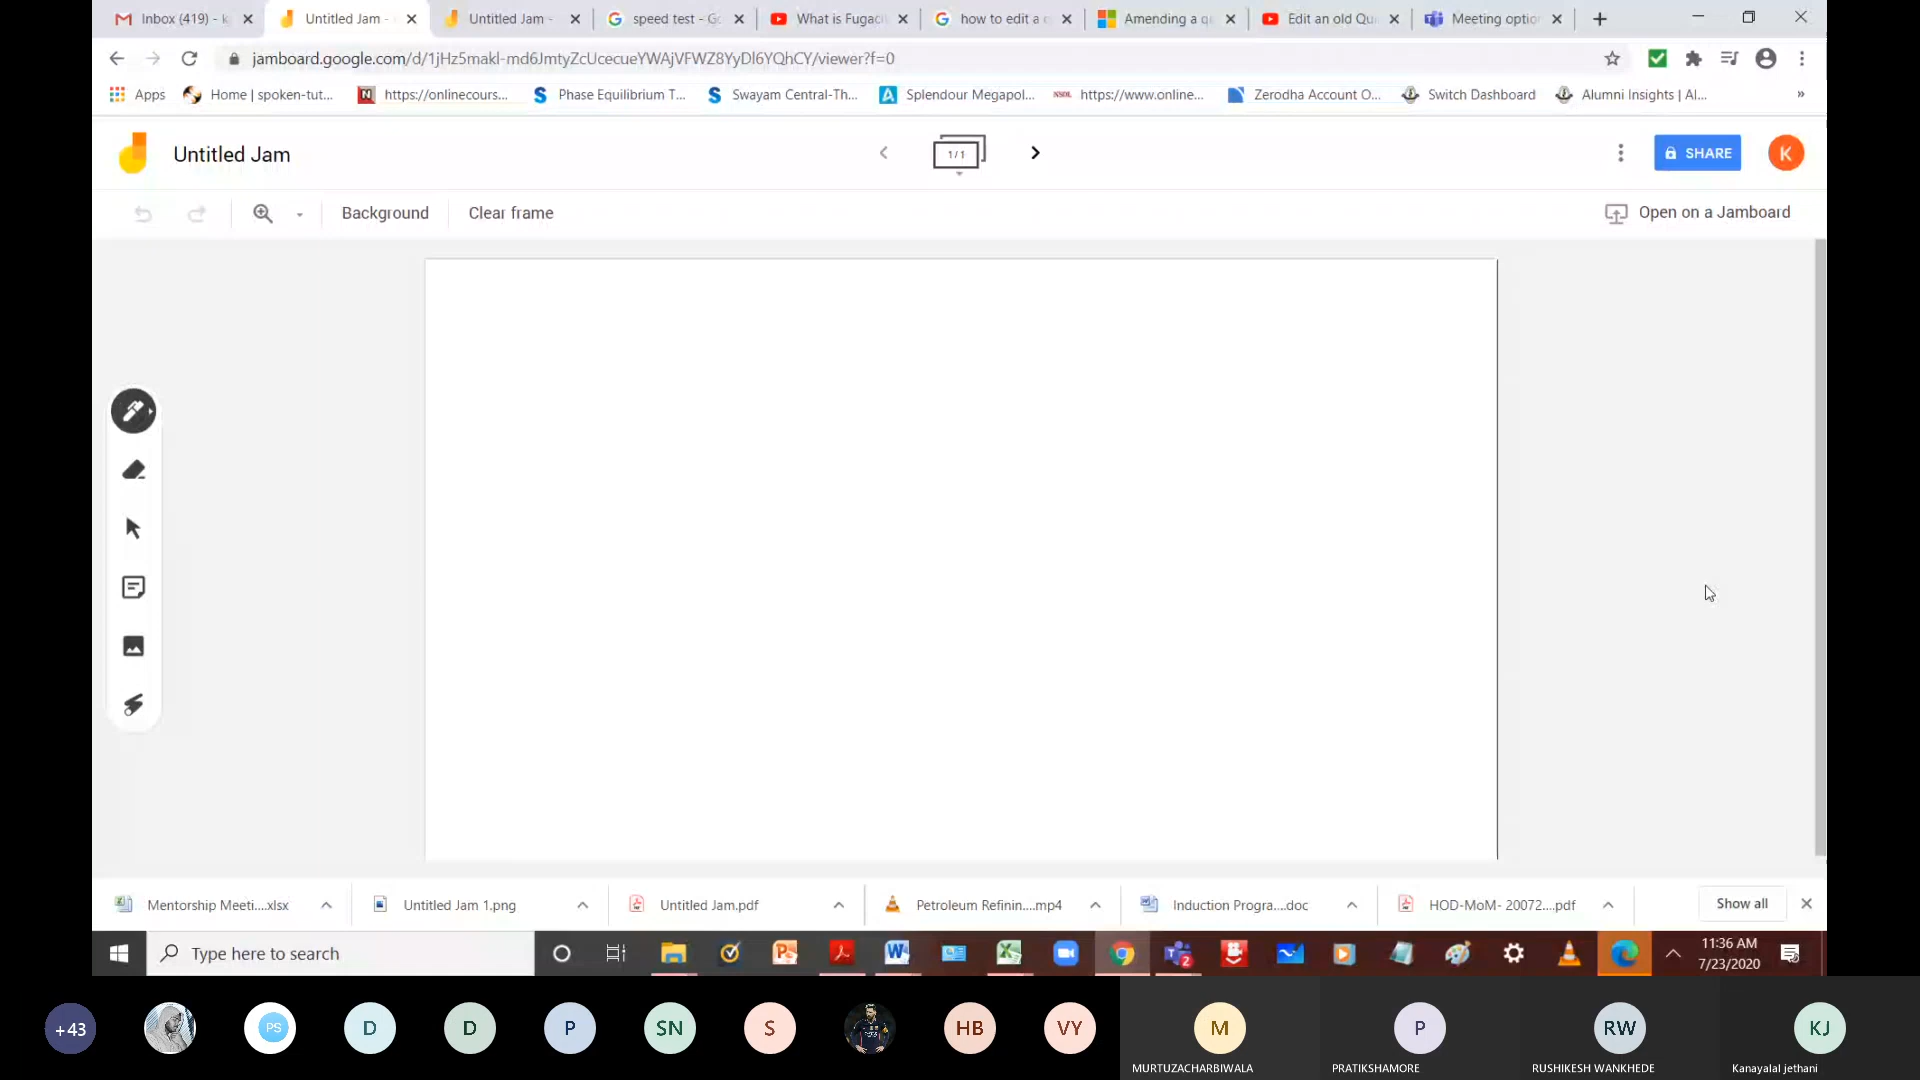 Inbox (419) - k
Untitled Jam -
Untitled Jam -
speed test - Go
What is Fugaci
how to edit a
Amending a qu
Edit an old Qui
Meeting option
jamboard.google.com/d/1jHz5makl-md6JmtyZcUcecueYWAjVFWZ8YyDl6YQhCY/viewer?f=0
Apps
Home | spoken-tut...
N
https://onlinecours...
S
Phase Equilibrium T...
S
Swayam Central-Th...
A
Splendour Megapol...
https://www.online...
Zerodha Account O...
Switch Dashboard
Alumni Insights | Al...
»
Untitled Jam
1/1
SHARE
K
Background
Clear frame
Open on a Jamboard
Mentorship Meeti....xlsx
Untitled Jam 1.png
Untitled Jam.pdf
Petroleum Refinin....mp4
Induction Progra....doc
HOD-MoM- 20072....pdf
Show all
Type here to search
11:36 AM
7/23/2020
+43
PS
D
D
P
SN
S
HB
VY
M
P
RW
KJ
MURTUZACHARBIWALA
PRATIKSHAMORE
RUSHIKESH WANKHEDE
Kanayalal jethani